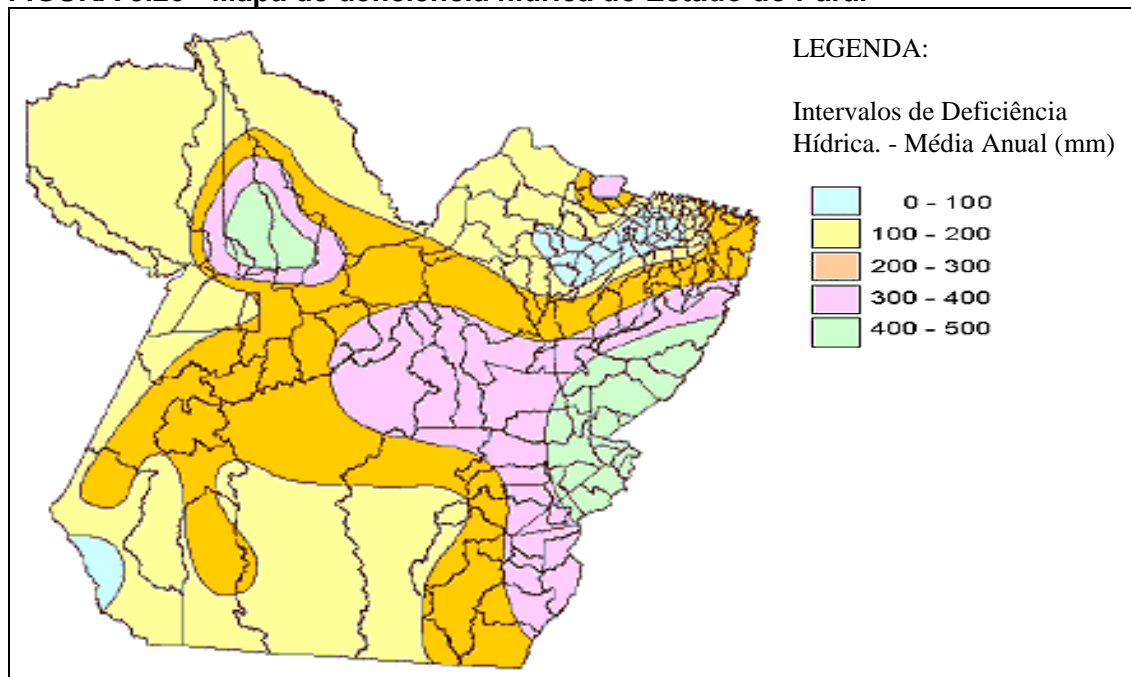 FIGURA - Mapa de deficiência hídrica do Estado do Pará.
LEGENDA:
Intervalos de Deficiência
Hídrica. - Média Anual (mm)
0 - 100
100 - 200
200 - 300
300 - 400
400 - 500